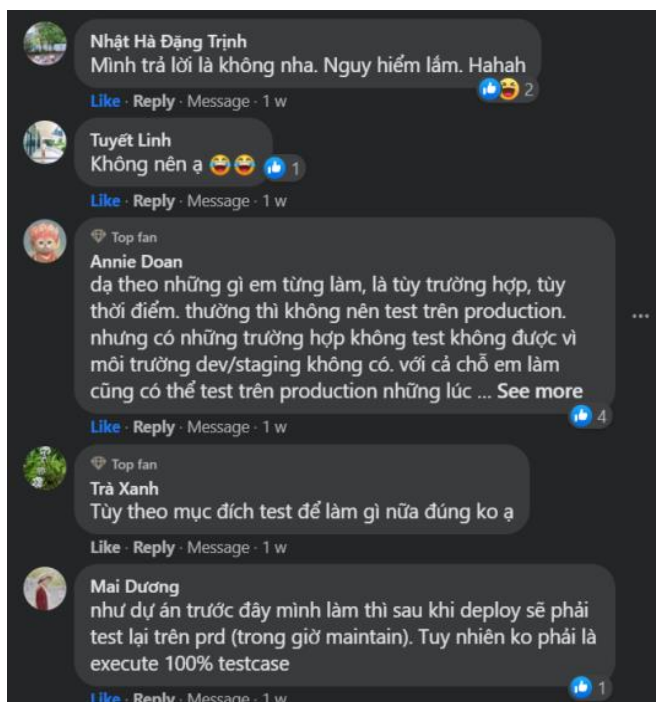 Nhật Hà Đặng Trịnh
Mình trả lời là không nha. Nguy hiểm lắm. Hahah
2
Like · Reply · Message · 1 w
Tuyết Linh
Không nên ạ 😂😂
1
Like · Reply · Message · 1 w
Top fan
Annie Doan
dạ theo những gì em từng làm, là tùy trường hợp, tùy
thời điểm. thường thì không nên test trên production.
nhưng có những trường hợp không test không được vì
môi trường dev/staging không có. với cả chỗ em làm
cũng có thể test trên production những lúc ... See more
4
Like · Reply · Message · 1 w
Top fan
Trà Xanh
Tùy theo mục đích test để làm gì nữa đúng ko ạ
Like · Reply · Message · 1 w
Mai Dương
như dự án trước đây mình làm thì sau khi deploy sẽ phải
test lại trên prd (trong giờ maintain). Tuy nhiên ko phải là
execute 100% testcase
1
Like · Reply · Message · 1 w